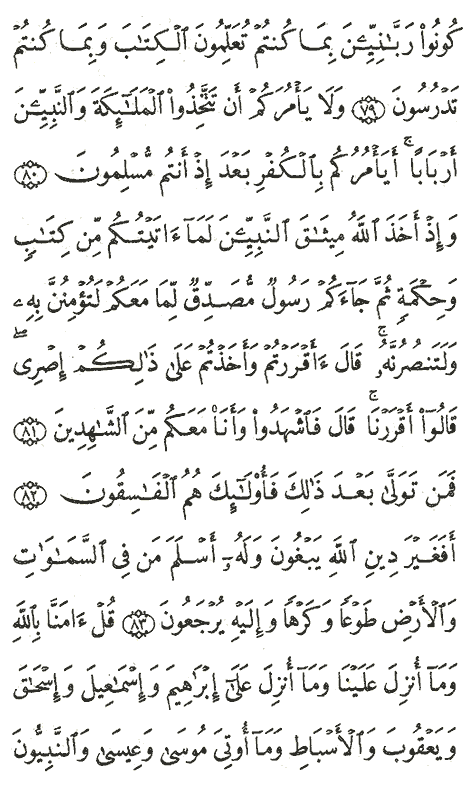 كُونُوا۟ رَبَّـٰنِيِّـۧنَ بِمَا كُنتُمْ تُعَلِّمُونَ ٱلْكِتَـٰبَ وَبِمَا كُنتُمْ
تَدْرُسُونَ ٧٩ وَلَا يَأْمُرَكُمْ أَن تَتَّخِذُوا۟ ٱلْمَلَـٰٓئِكَةَ وَٱلنَّبِيِّـۧنَ
أَرْبَابًا ۚ أَيَأْمُرُكُم بِٱلْكُفْرِ بَعْدَ إِذْ أَنتُم مُّسْلِمُونَ ٨٠
وَإِذْ أَخَذَ ٱللَّهُ مِيثَـٰقَ ٱلنَّبِيِّـۧنَ لَمَآ ءَاتَيْتُكُم مِّن كِتَـٰبٍ
وَحِكْمَةٍ ثُمَّ جَآءَكُمْ رَسُولٌ مُّصَدِّقٌ لِّمَا مَعَكُمْ لَتُؤْمِنُنَّ بِهِۦ
وَلَتَنصُرُنَّهُۥ ۚ قَالَ ءَأَقْرَرْتُمْ وَأَخَذْتُمْ عَلَىٰ ذَٰلِكُمْ إِصْرِى ۖ
قَالُوٓا۟ أَقْرَرْنَا ۚ قَالَ فَٱشْهَدُوا۟ وَأَنَا۠ مَعَكُم مِّنَ ٱلشَّـٰهِدِينَ ٨١
فَمَن تَوَلَّىٰ بَعْدَ ذَٰلِكَ فَأُو۟لَـٰٓئِكَ هُمُ ٱلْفَـٰسِقُونَ ٨٢
أَفَغَيْرَ دِينِ ٱللَّهِ يَبْغُونَ وَلَهُۥٓ أَسْلَمَ مَن فِى ٱلسَّمَـٰوَٰتِ
وَٱلْأَرْضِ طَوْعًا وَكَرْهًا وَإِلَيْهِ يُرْجَعُونَ ٨٣ قُلْ ءَامَنَّا بِٱللَّهِ
وَمَآ أُنزِلَ عَلَيْنَا وَمَآ أُنزِلَ عَلَىٰٓ إِبْرَٰهِيمَ وَإِسْمَـٰعِيلَ وَإِسْحَـٰقَ
وَيَعْقُوبَ وَٱلْأَسْبَاطِ وَمَآ أُوتِىَ مُوسَىٰ وَعِيسَىٰ وَٱلنَّبِيُّونَ